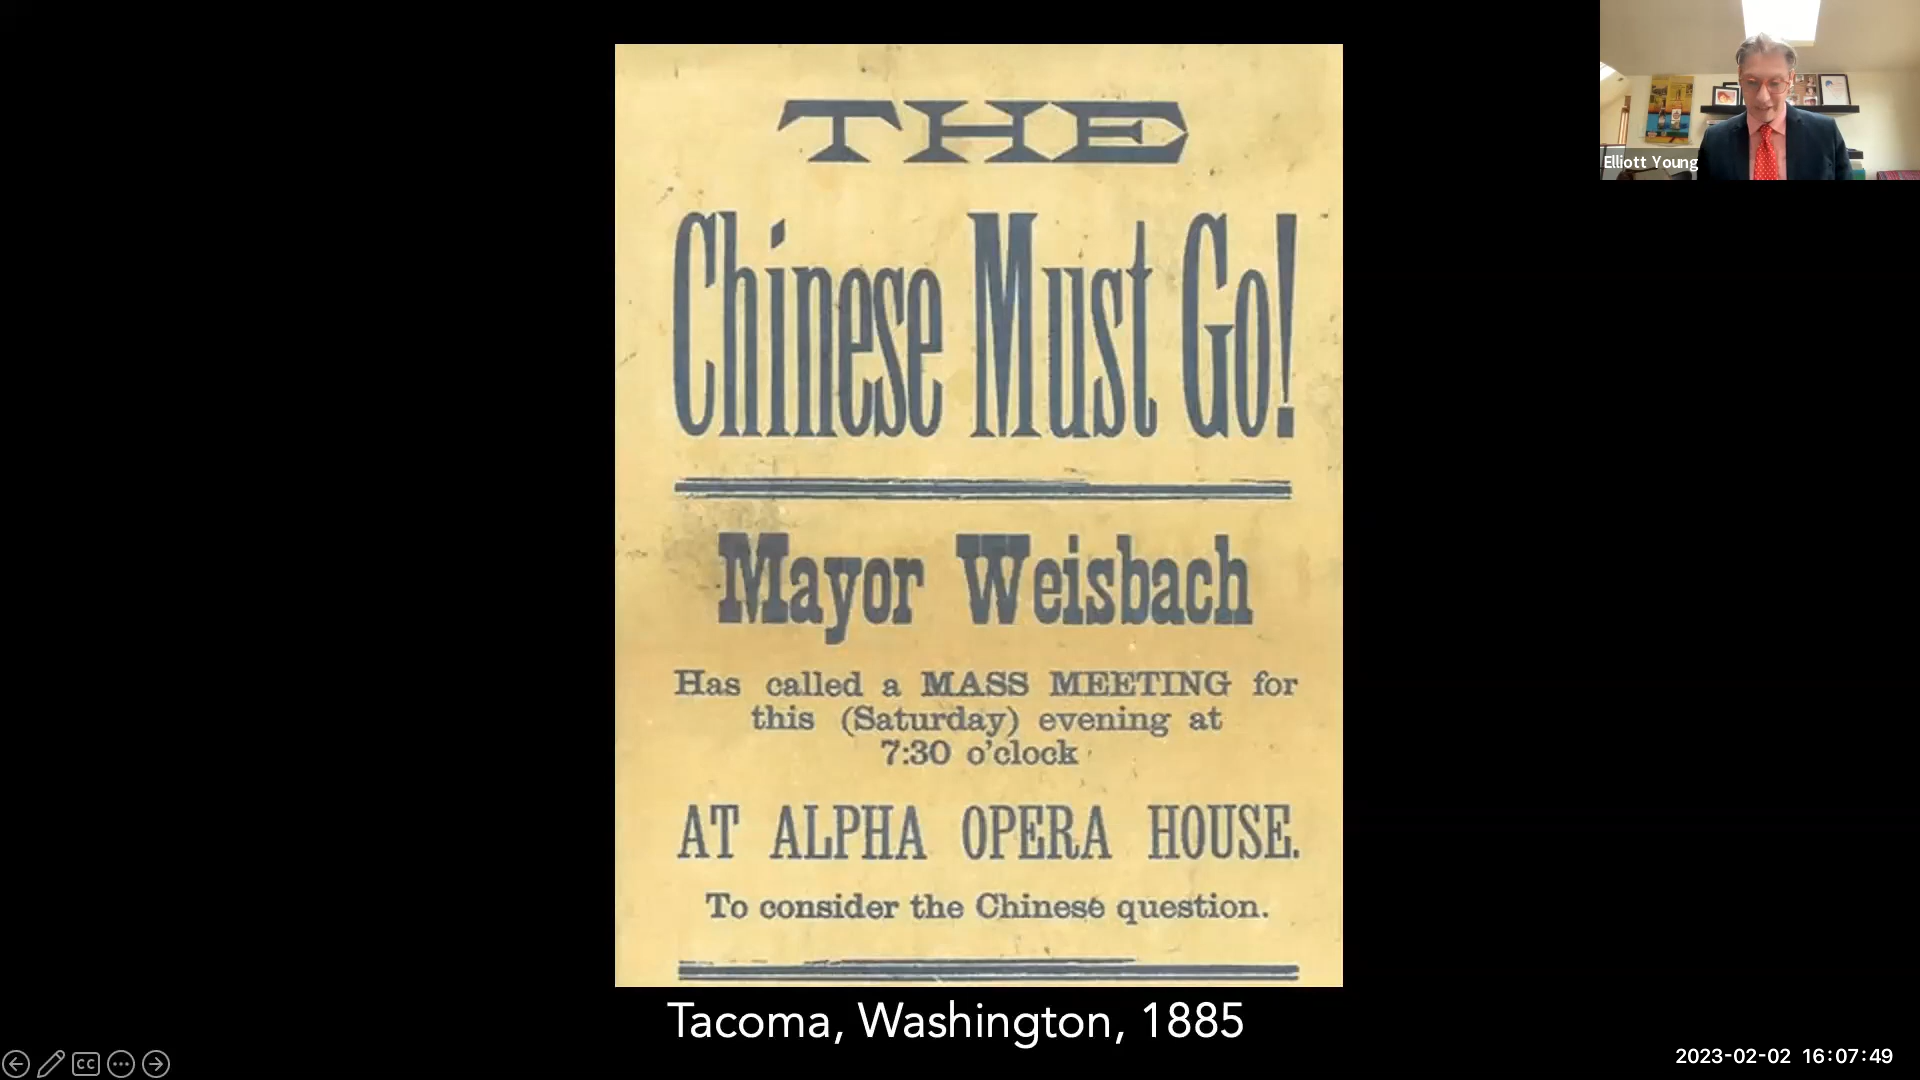 THE
Chinese Must Go!
Mayor Weisbach
Has called a MASS MEETING for
this (Saturday) evening at
7:30 o'clock
AT ALPHA OPERA HOUSE.
To consider the Chinese question.
Tacoma, Washington, 1885
Elliott Young
CC
2023-02-02 16:07:49